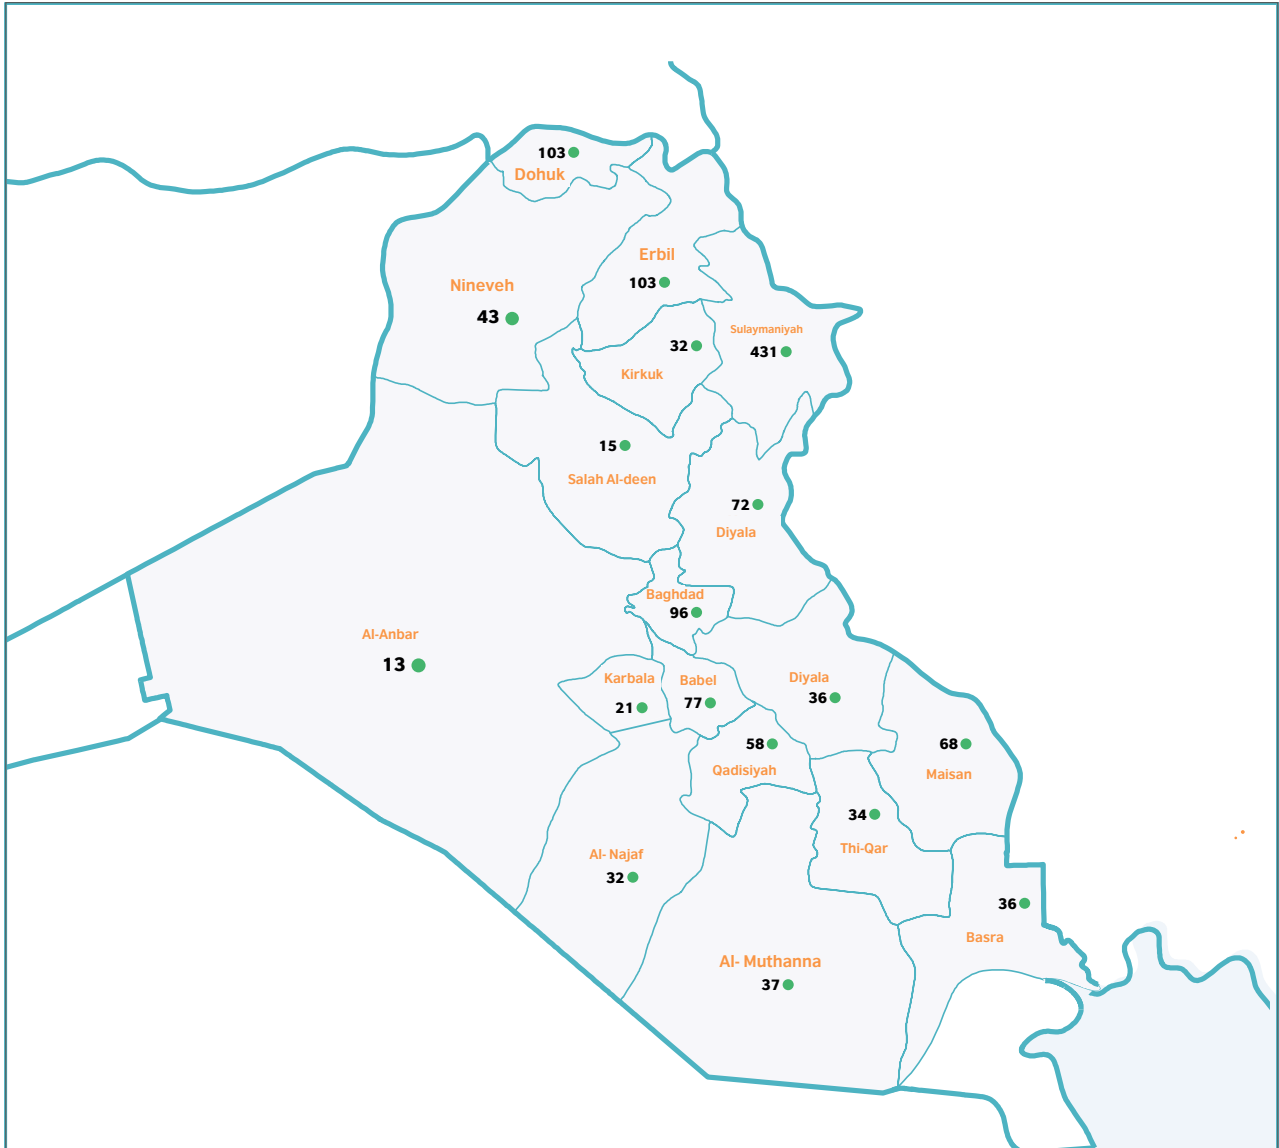 103
Dohuk
Erbil
103
Nineveh
43
Sulaymaniyah
431
32
Kirkuk
15
Salah Al-deen
72
Diyala
Baghdad
96
Al-Anbar
13
Karbala
21
Babel
77
Diyala
36
58
Qadisiyah
68
Maisan
34
Thi-Qar
Al- Najaf
32
36
Basra
Al- Muthanna
37